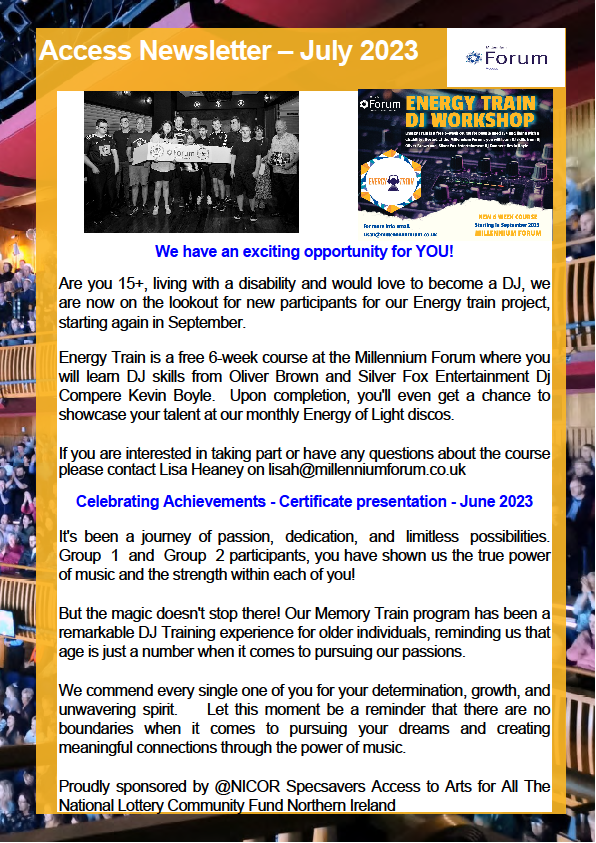 Access Newsletter – July 2023
Forum
Forum
ENERGY TRAIN
DJ WORKSHOP
ENERGY TRAIN
For more info email,
lisah@millenniumforum.co.uk
NEW 6 WEEK COURSE
Starting in September 2023
MILLENNIUM FORUM
Forum
We have an exciting opportunity for YOU!
Are you 15+, living with a disability and would love to become a DJ, we
are now on the lookout for new participants for our Energy train project,
starting again in September.
Energy Train is a free 6-week course at the Millennium Forum where you
will learn DJ skills from Oliver Brown and Silver Fox Entertainment Dj
Compere Kevin Boyle. Upon completion, you'll even get a chance to
showcase your talent at our monthly Energy of Light discos.
If you are interested in taking part or have any questions about the course
please contact Lisa Heaney on lisah@millenniumforum.co.uk
Celebrating Achievements - Certificate presentation - June 2023
It's been a journey of passion, dedication, and limitless possibilities.
Group 1 and Group 2 participants, you have shown us the true power
of music and the strength within each of you!
But the magic doesn't stop there! Our Memory Train program has been a
remarkable DJ Training experience for older individuals, reminding us that
age is just a number when it comes to pursuing our passions.
We commend every single one of you for your determination, growth, and
unwavering spirit. Let this moment be a reminder that there are no
boundaries when it comes to pursuing your dreams and creating
meaningful connections through the power of music.
Proudly sponsored by @NICOR Specsavers Access to Arts for All The
National Lottery Community Fund Northern Ireland